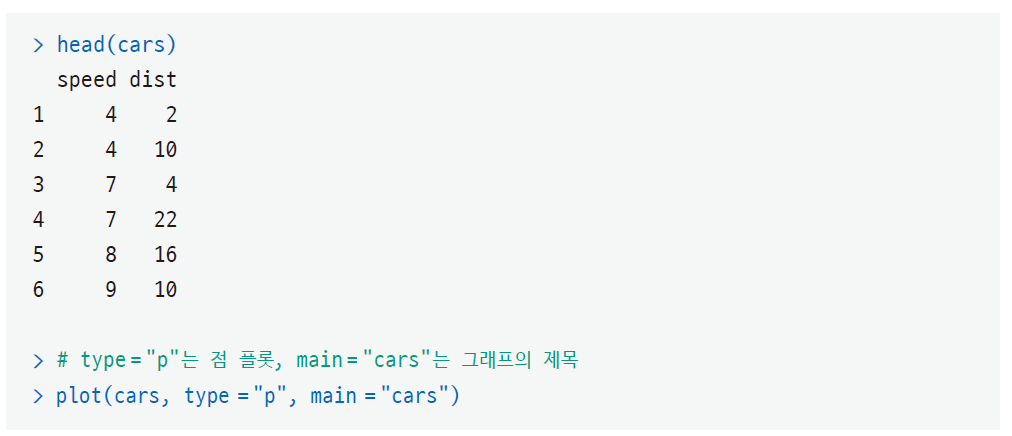 > head(cars)
  speed dist
1     4    2
2     4   10
3     7    4
4     7   22
5     8   16
6     9   10
> # type="p"는 점 플롯, main="cars"는 그래프의 제목
> plot(cars, type ="p", main ="cars")